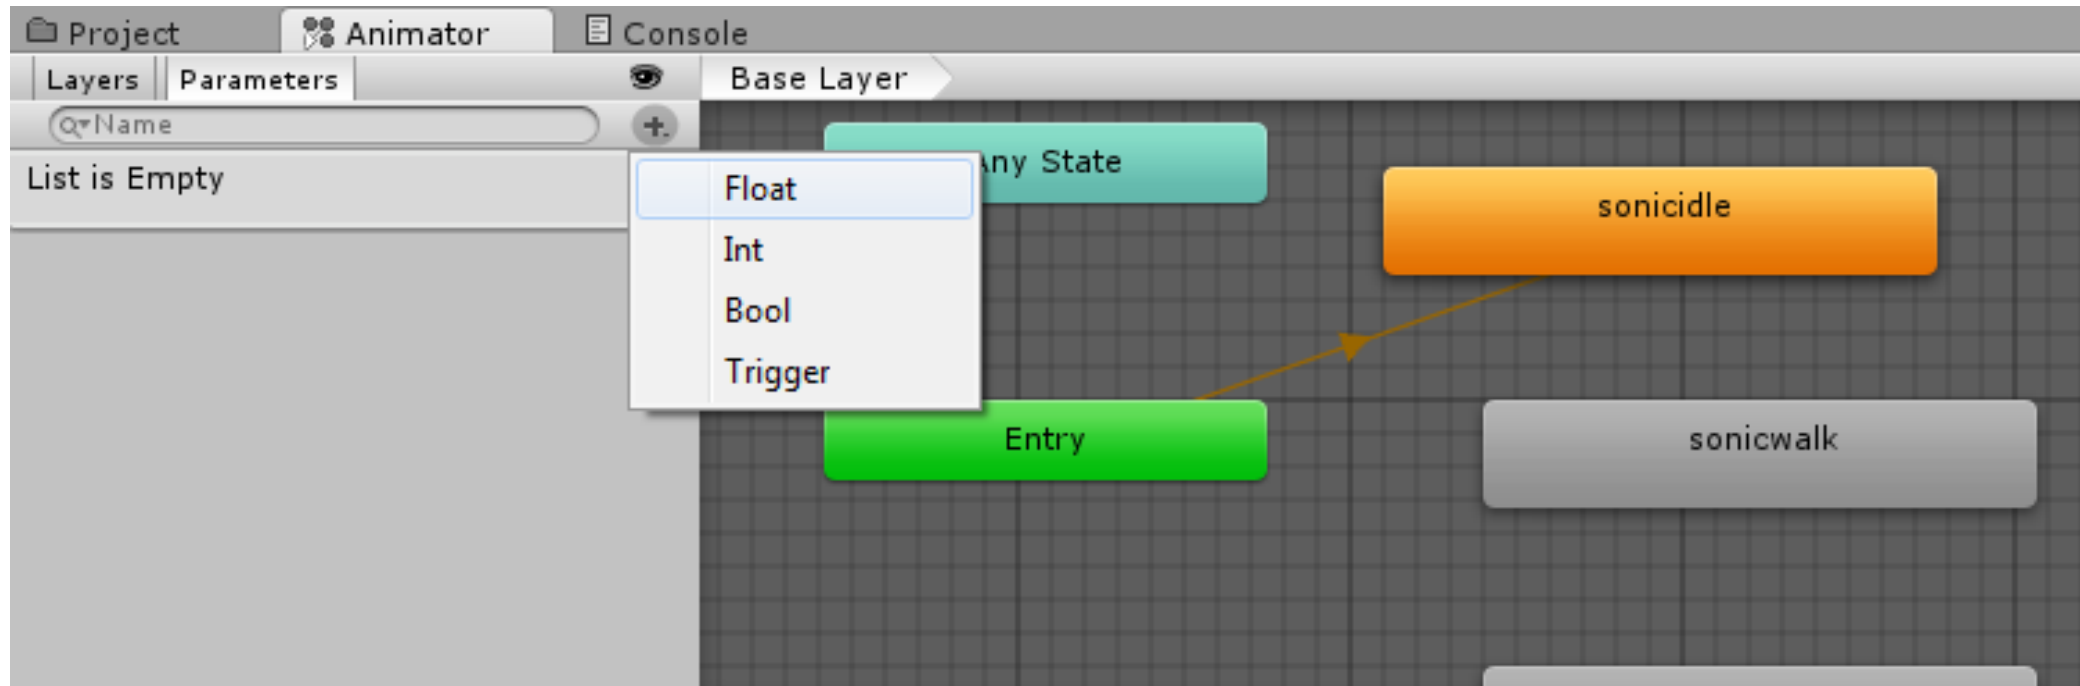 Project Animator Console
Layers Parameters Base Layer
Name
List is Empty
Float
Int
Bool
Trigger
Any State
sonicidle
Entry
sonicwalk